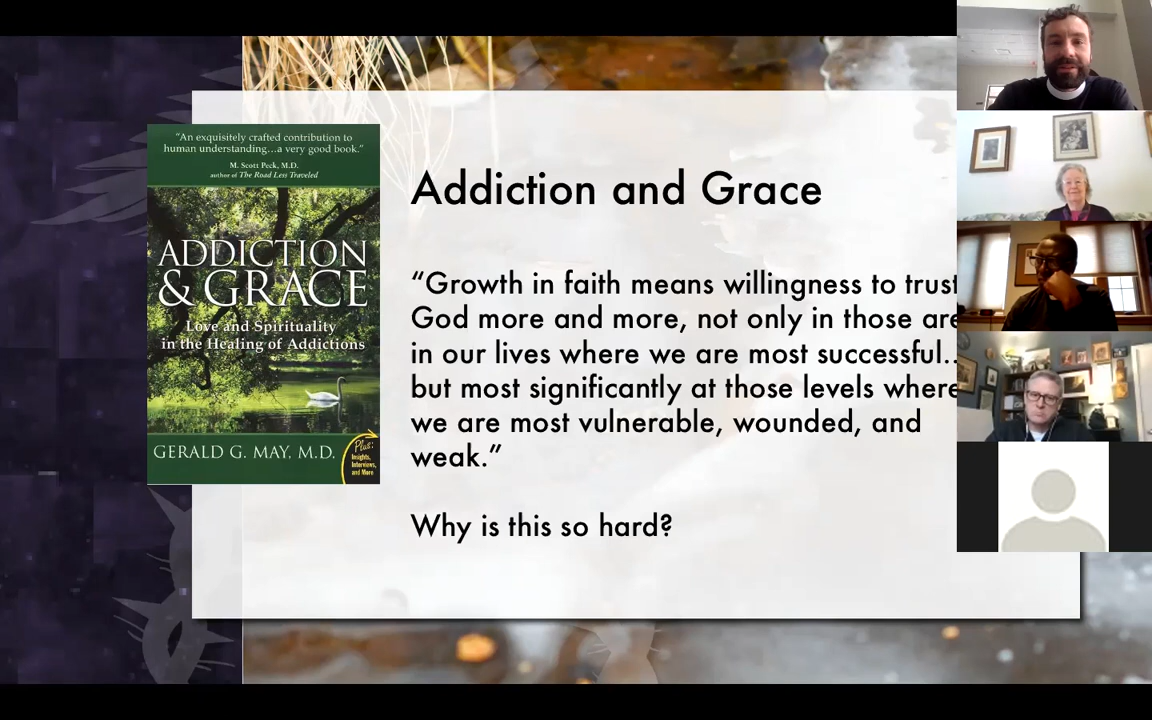 “An exquisitely crafted contribution to
human understanding...a very good book.”
M. Scott Peck, M.D.
author of The Road Less Traveled
ADDICTION
& GRACE
Love and Spirituality
in the Healing of Addictions
GERALD G. MAY, M.D.
Plus:
Insights,
Interviews,
and More
Addiction and Grace
“Growth in faith means willingness to trust
God more and more, not only in those
in our lives where we are most successful..
but most significantly at those levels where
we are most vulnerable, wounded, and
weak.”
Why is this so hard?